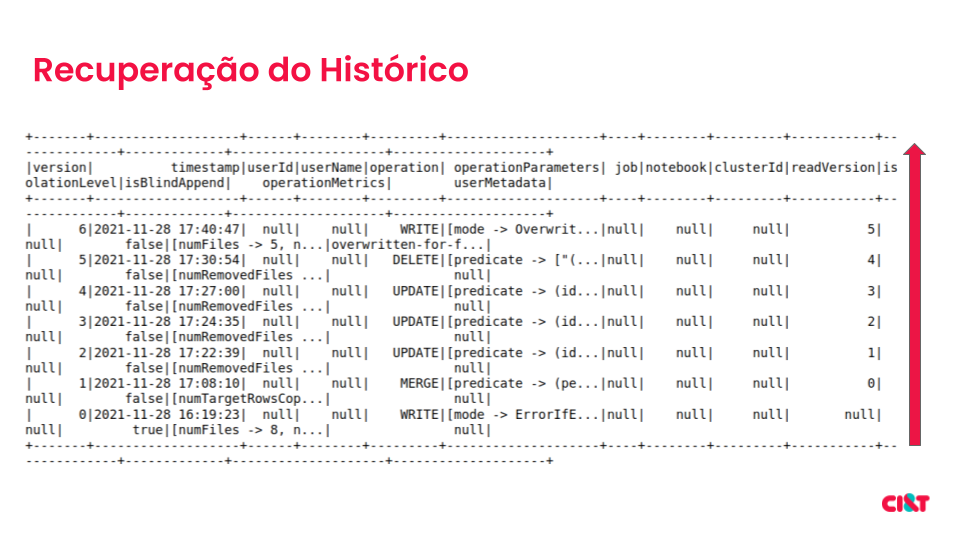 Recuperação do Histórico
+-------+-------------------+------+--------+---------+--------------------+----+--------+---------+-----------+--
------------+-------------+--------------------+--------------------+
|version|          timestamp|userId|userName|operation| operationParameters| job|notebook|clusterId|readVersion|is
olationLevel|isBlindAppend|    operationMetrics|        userMetadata|
+-------+-------------------+------+--------+---------+--------------------+----+--------+---------+-----------+--
------------+-------------+--------------------+--------------------+
|      6|2021-11-28 17:40:47|  null|    null|    WRITE|[mode -> Overwrit...|null|    null|     null|          5|
null|        false|[numFiles -> 5, n...|overwritten-for-f...|
|      5|2021-11-28 17:30:54|  null|    null|   DELETE|[predicate -> ["(...|null|    null|     null|          4|
null|        false|[numRemovedFiles ...|                null|
|      4|2021-11-28 17:27:00|  null|    null|   UPDATE|[predicate -> (id...|null|    null|     null|          3|
null|        false|[numRemovedFiles ...|                null|
|      3|2021-11-28 17:24:35|  null|    null|   UPDATE|[predicate -> (id...|null|    null|     null|          2|
null|        false|[numRemovedFiles ...|                null|
|      2|2021-11-28 17:22:39|  null|    null|   UPDATE|[predicate -> (id...|null|    null|     null|          1|
null|        false|[numRemovedFiles ...|                null|
|      1|2021-11-28 17:08:10|  null|    null|    MERGE|[predicate -> (pe...|null|    null|     null|          0|
null|        false|[numTargetRowsCop...|                null|
|      0|2021-11-28 16:19:23|  null|    null|    WRITE|[mode -> ErrorIfE...|null|    null|     null|       null|
null|         true|[numFiles -> 8, n...|                null|
+-------+-------------------+------+--------+---------+--------------------+----+--------+---------+-----------+--
------------+-------------+--------------------+--------------------+
CI&T